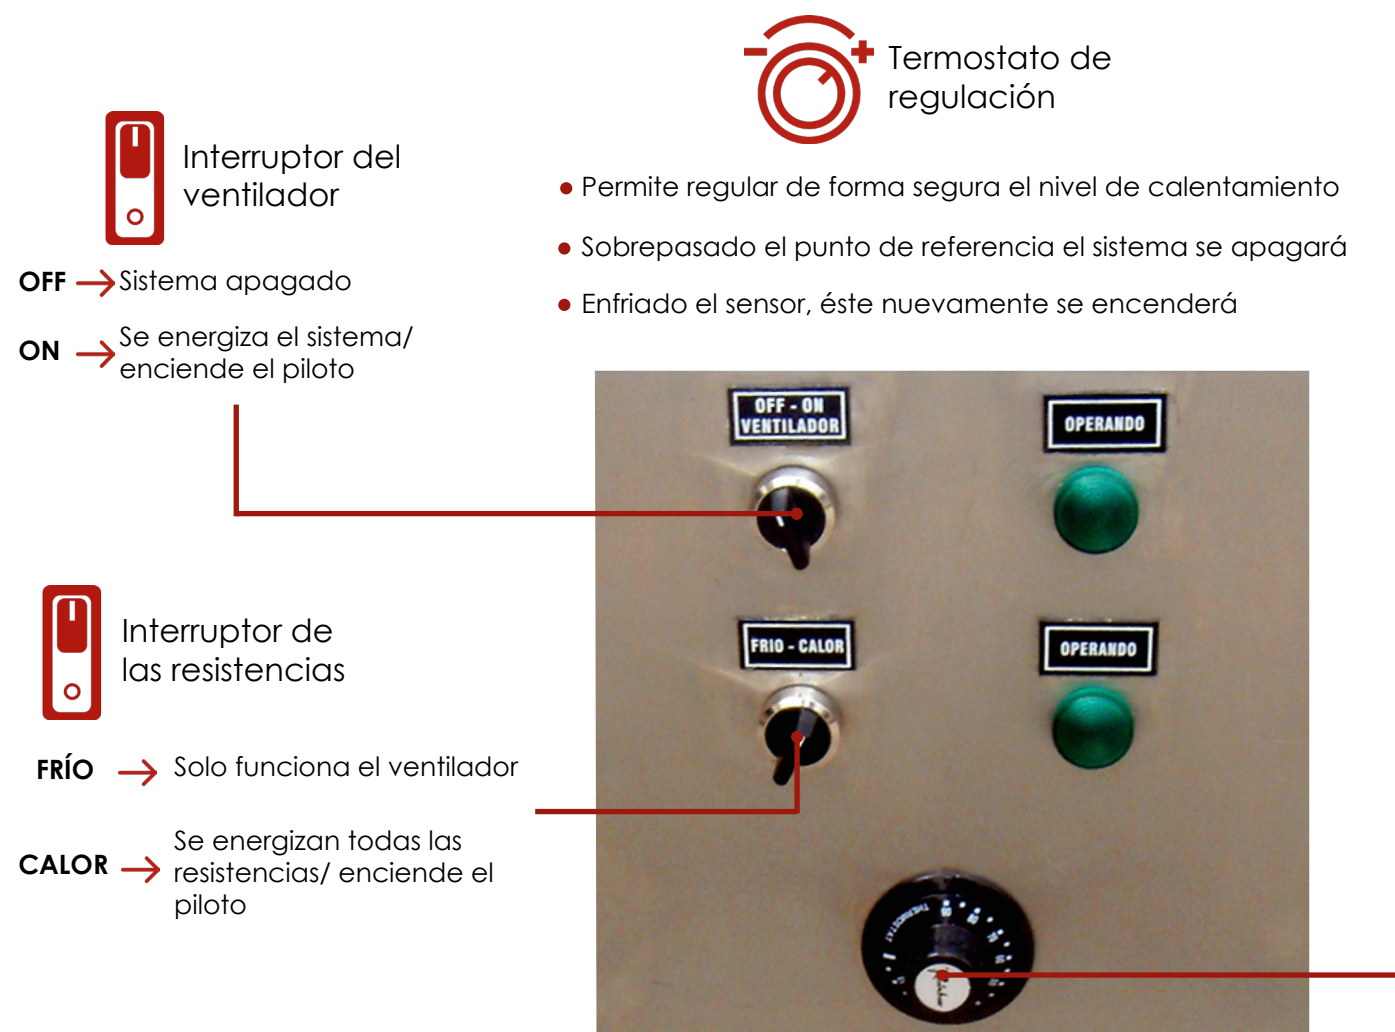 Termostato de
regulación
Interruptor del
ventilador
● Permite regular de forma segura el nivel de calentamiento
● Sobrepasado el punto de referencia el sistema se apagará
● Enfriado el sensor, éste nuevamente se encenderá
OFF → Sistema apagado
ON → Se energiza el sistema/
enciende el piloto
OFF - ON
VENTILADOR
OPERANDO
Interruptor de
las resistencias
FRIO - CALOR
OPERANDO
FRÍO → Solo funciona el ventilador
CALOR → Se energizan todas las
resistencias/ enciende el
piloto
THERMOSTAT